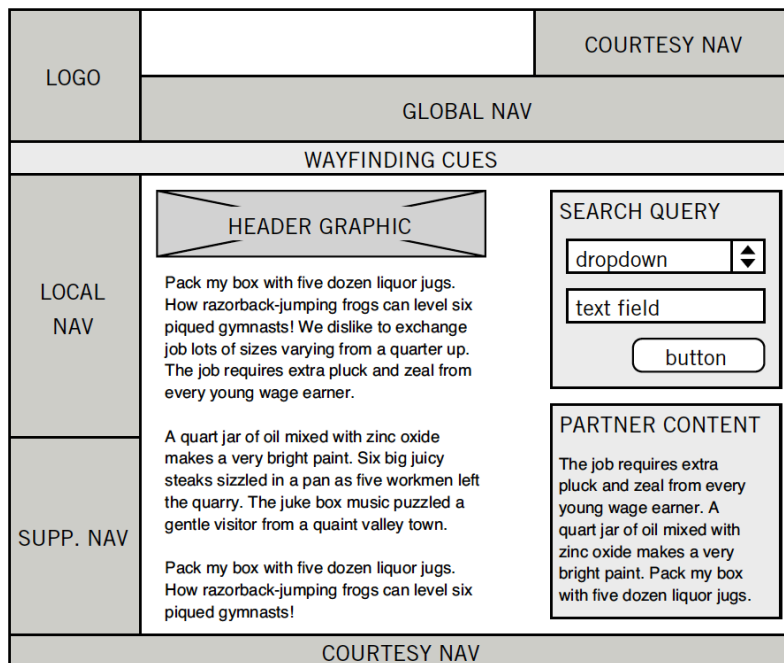 LOGO
COURTESY NAV
GLOBAL NAV
WAYFINDING CUES
LOCAL
NAV
SUPP. NAV
HEADER GRAPHIC
Pack my box with five dozen liquor jugs.
How razorback-jumping frogs can level six
piqued gymnasts! We dislike to exchange
job lots of sizes varying from a quarter up.
The job requires extra pluck and zeal from
every young wage earner.
A quart jar of oil mixed with zinc oxide
makes a very bright paint. Six big juicy
steaks sizzled in a pan as five workmen left
the quarry. The juke box music puzzled a
gentle visitor from a quaint valley town.
Pack my box with five dozen liquor jugs.
How razorback-jumping frogs can level six
piqued gymnasts!
SEARCH QUERY
dropdown
text field
button
PARTNER CONTENT
The job requires extra
pluck and zeal from every
young wage earner. A
quart jar of oil mixed with
zinc oxide makes a very
bright paint. Pack my box
with five dozen liquor jugs.
COURTESY NAV